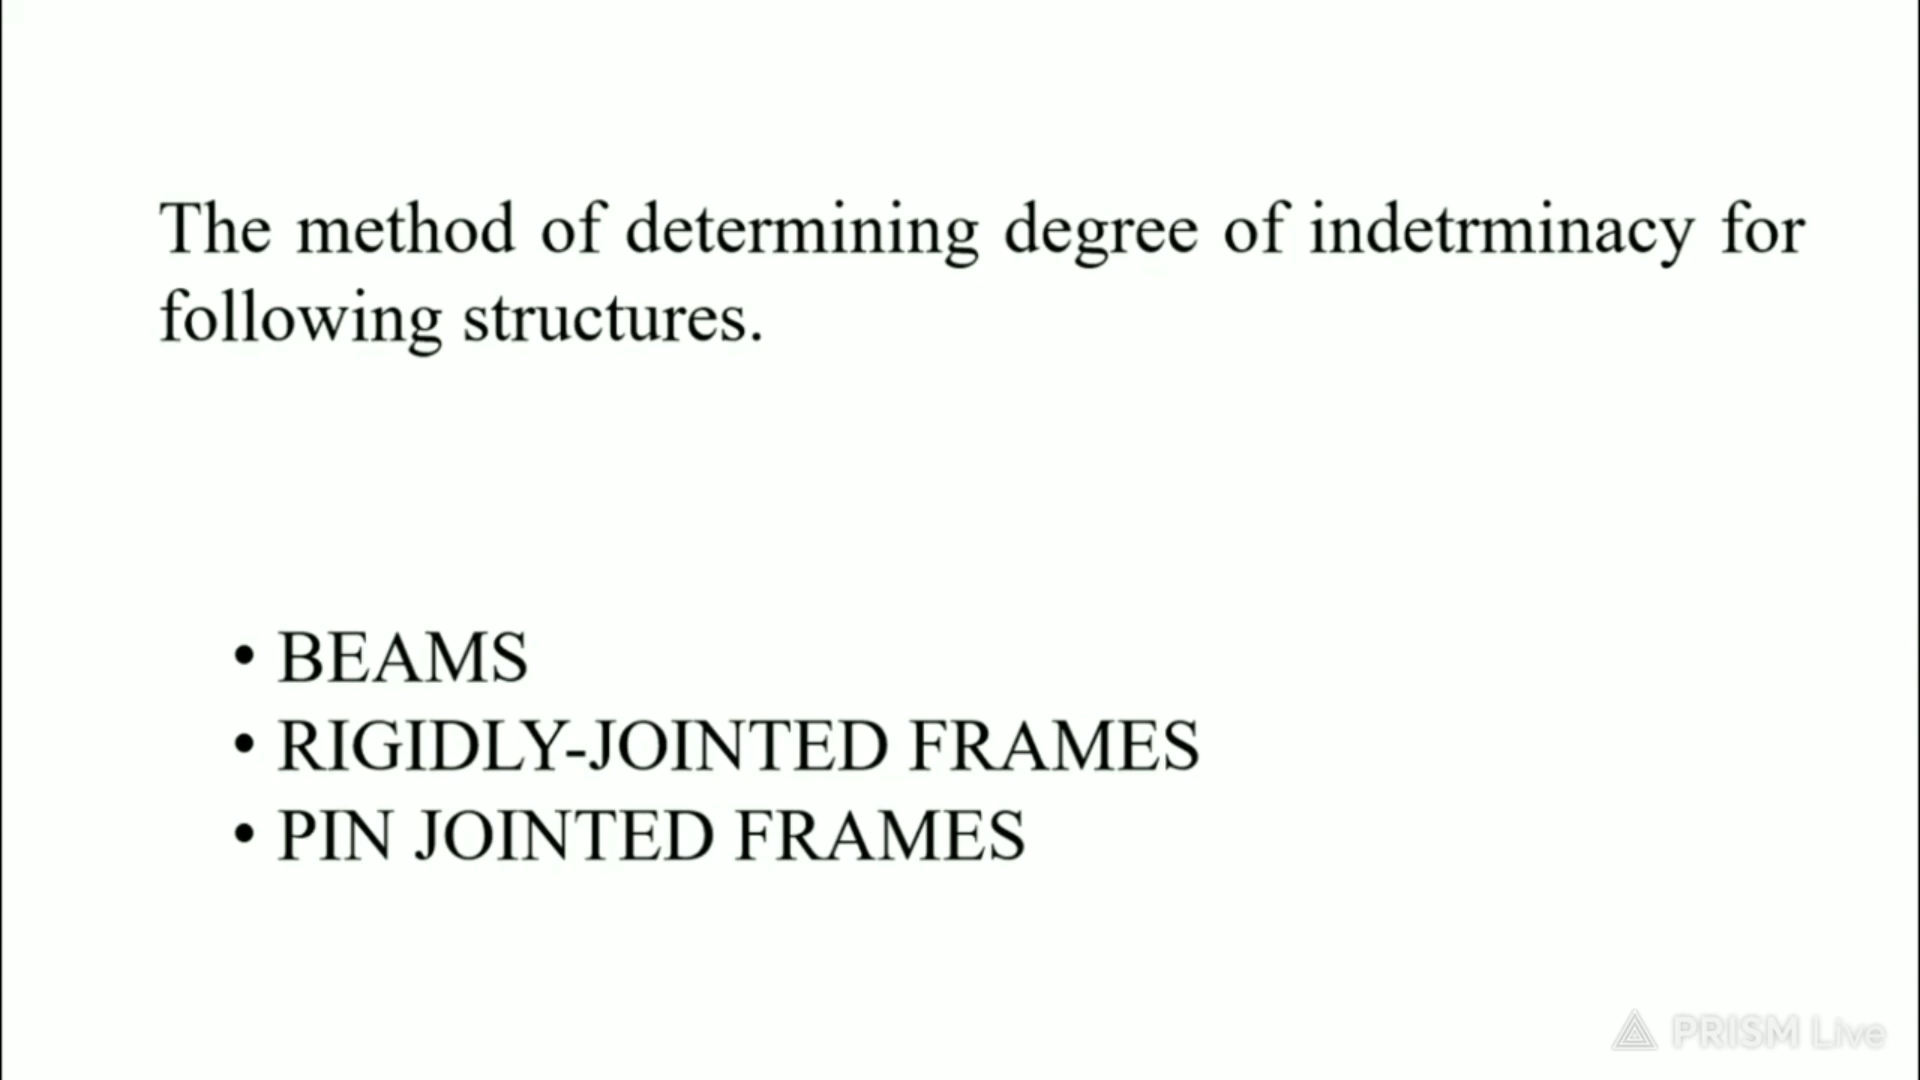 The method of determining degree of indetrminacy for
following structures.
• BEAMS
• RIGIDLY-JOINTED FRAMES
• PIN JOINTED FRAMES
PRISM Live